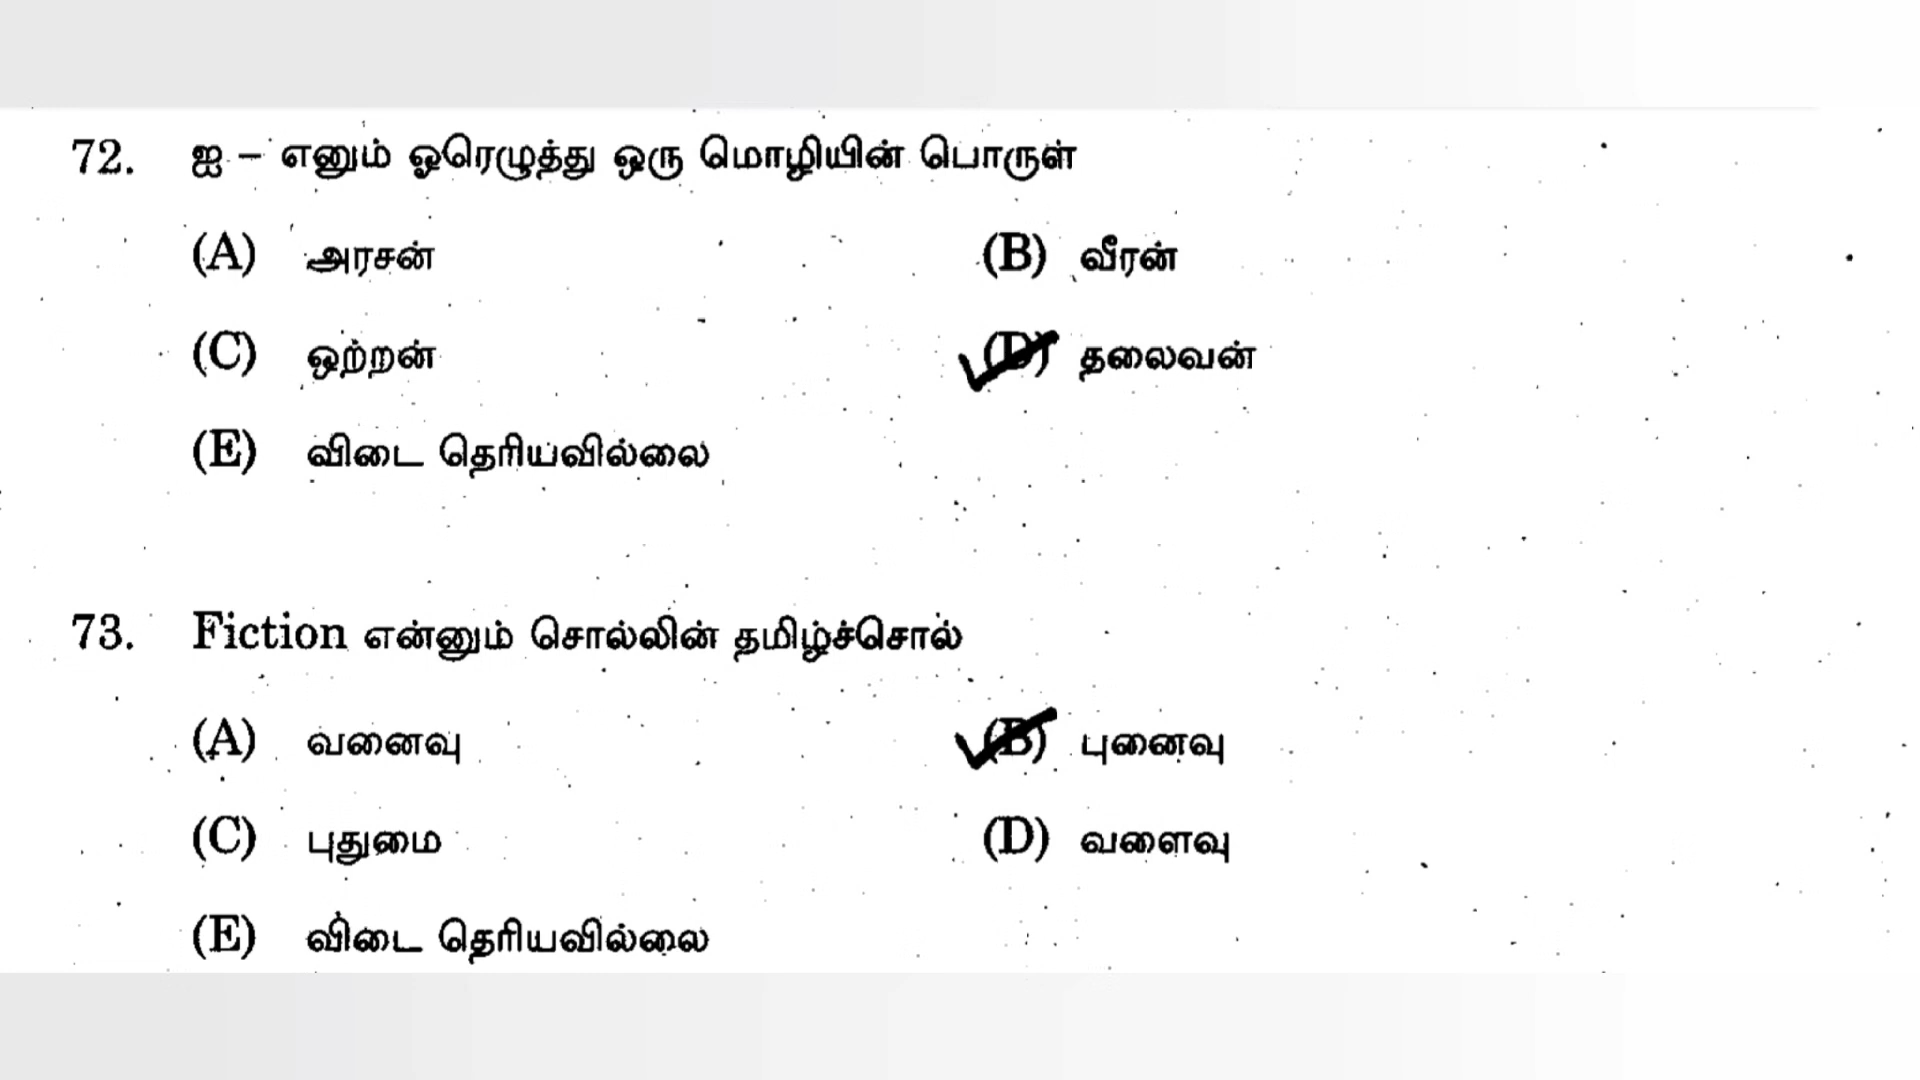 72. ஐ – எனும் ஓரெழுத்து ஒரு மொழியின் பொருள்
(A) அரசன் (B) வீரன்
(C) ஒற்றன் (D) தலைவன்
(E) விடை தெரியவில்லை
73. Fiction என்னும் சொல்லின் தமிழ்ச்சொல்
(A) வனைவு (B) புனைவு
(C) புதுமை (D) வளைவு
(E) விடை தெரியவில்லை